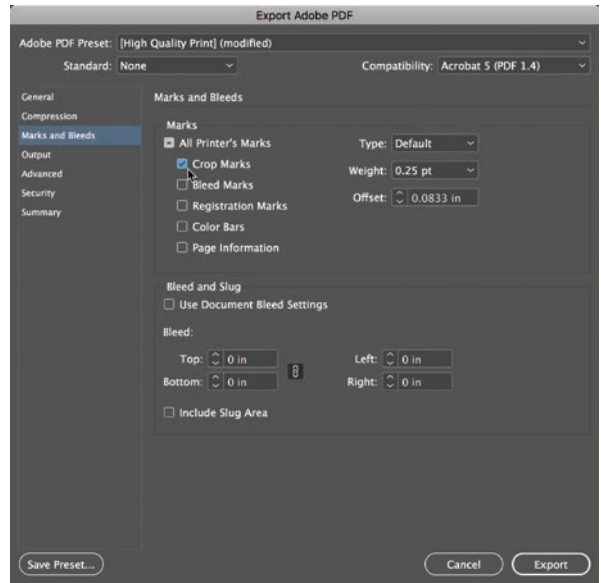 Export Adobe PDF
Adobe PDF Preset: [High Quality Print] (modified)
Standard: None Compatibility: Acrobat 5 (PDF 1.4)
General
Compression
Marks and Bleeds
Output
Advanced
Security
Summary
Marks and Bleeds
Marks
All Printer's Marks
Crop Marks
Bleed Marks
Registration Marks
Color Bars
Page Information
Type: Default
Weight: 0.25 pt
Offset: 0.0833 in
Bleed and Slug
Use Document Bleed Settings
Bleed:
Top: 0 in Left: 0 in
Bottom: 0 in Right: 0 in
Include Slug Area
Save Preset... Cancel Export